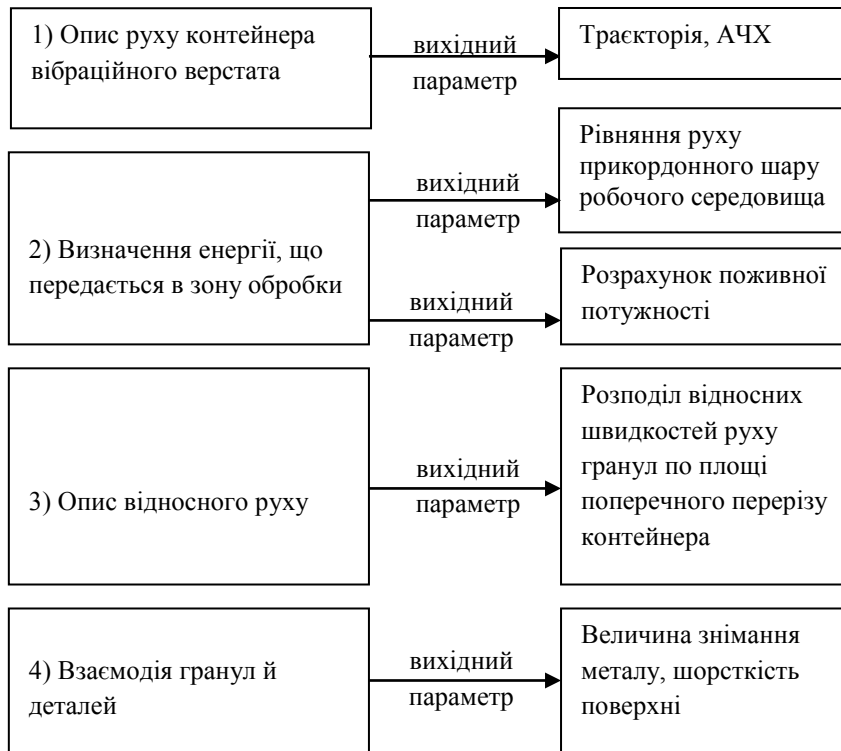 1) Опис руху контейнера
вібраційного верстата
вихідний
параметр
Траєкторія, АЧХ
2) Визначення енергії, що
передається в зону обробки
вихідний
параметр
Рівняння руху
прикордонного шару
робочого середовища
вихідний
параметр
Розрахунок поживної
потужності
3) Опис відносного руху
вихідний
параметр
Розподіл відносних
швидкостей руху
гранул по площі
поперечного перерізу
контейнера
4) Взаємодія гранул й
деталей
вихідний
параметр
Величина знімання
металу, шорсткість
поверхні